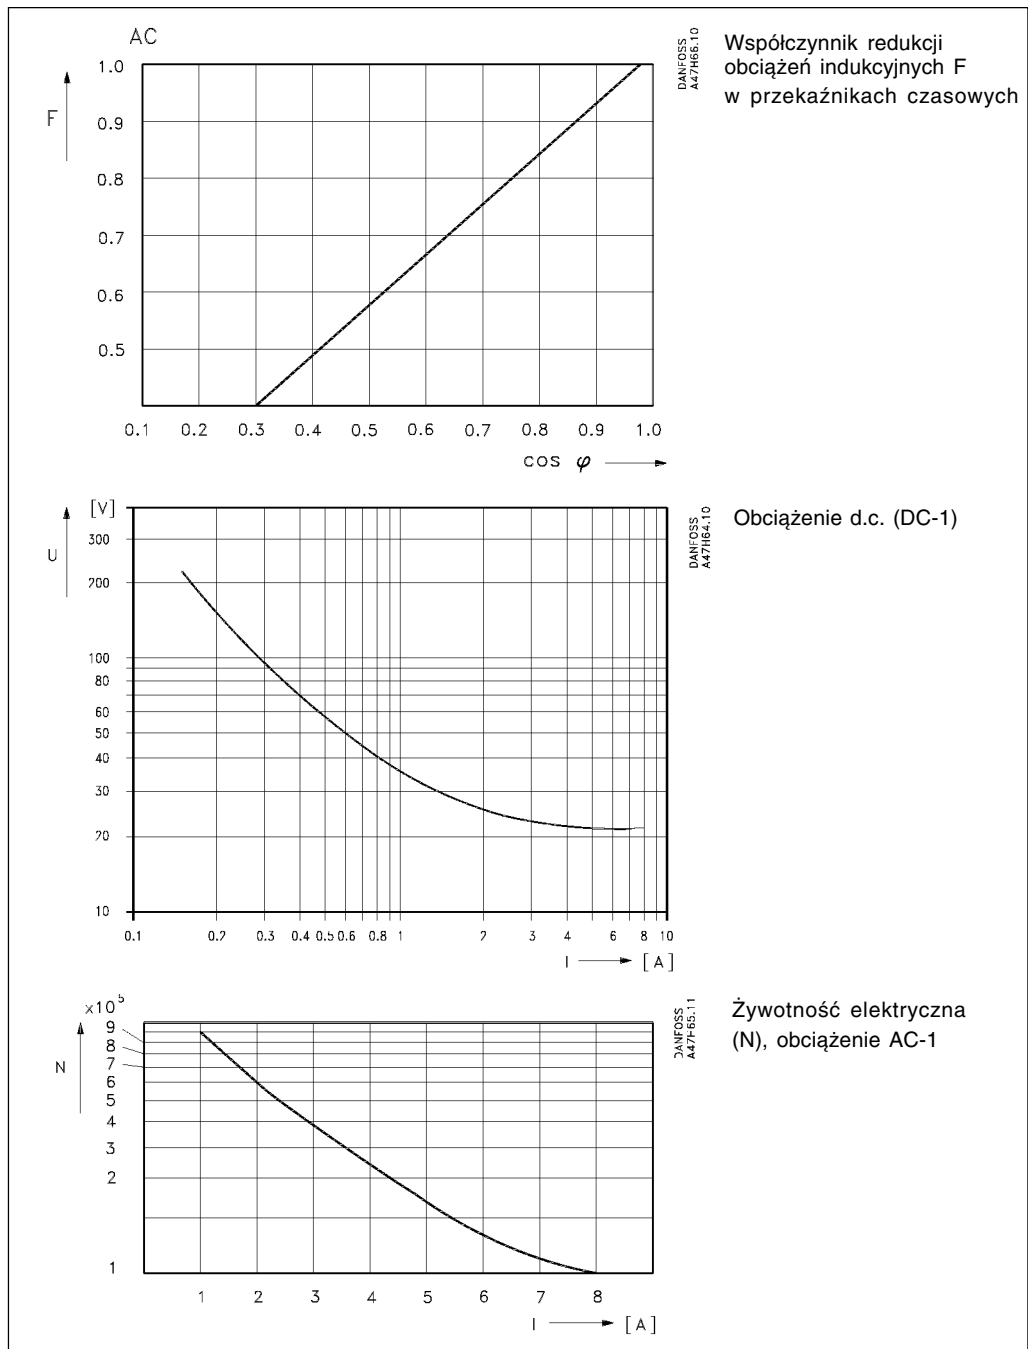 AC
1.0
F
0.9
0.8
0.7
0.6
0.5
0.1 0.2 0.3 0.4 0.5 0.6 0.7 0.8 0.9 1.0
cos φ
DANFOSS
A47H66.10
Współczynnik redukcji
obciążeń indukcyjnych F
w przekaźnikach czasowych
[V]
U
300
200
100
80
60
50
40
30
20
10
0.1 0.2 0.3 0.4 0.5 0.6 0.8 1 2 3 4 6 8 10
I [A]
DANFOSS
A47H64.10
Obciążenie d.c. (DC-1)
x10⁵
N
9
8
7
6
5
4
3
2
1
1 2 3 4 5 6 7 8
I [A]
DANFOSS
A47H65.11
Żywotność elektryczna
(N), obciążenie AC-1